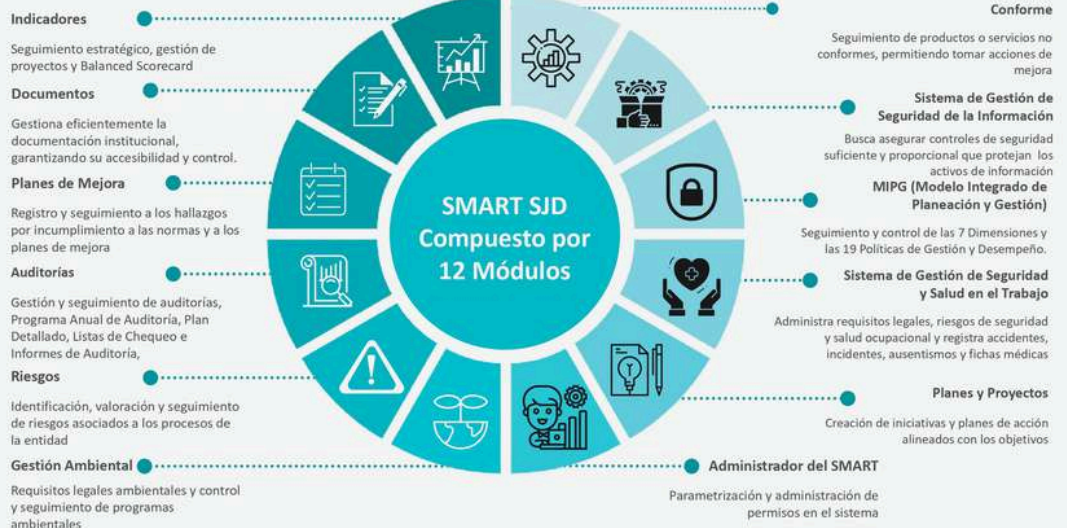 Indicadores
Seguimiento estratégico, gestión de
proyectos y Balanced Scorecard
Documentos
Gestiona eficientemente la
documentación institucional,
garantizando su accesibilidad y control.
Planes de Mejora
Registro y seguimiento a los hallazgos
por incumplimiento a las normas y a los
planes de mejora
Auditorías
Gestión y seguimiento de auditorías,
Programa Anual de Auditoría, Plan
Detallado, Listas de Chequeo e
Informes de Auditoría,
Riesgos
Identificación, valoración y seguimiento
de riesgos asociados a los procesos de
la entidad
Gestión Ambiental
Requisitos legales ambientales y control
y seguimiento de programas
ambientales
SMART SJD
Compuesto por
12 Módulos
Conforme
Seguimiento de productos o servicios no
conformes, permitiendo tomar acciones de
mejora
Sistema de Gestión de
Seguridad de la Información
Busca asegurar controles de seguridad
suficiente y proporcional que protejan los
activos de información
MIPG (Modelo Integrado de
Planeación y Gestión)
Seguimiento y control de las 7 Dimensiones y
las 19 Políticas de Gestión y Desempeño.
Sistema de Gestión de Seguridad
y Salud en el Trabajo
Administra requisitos legales, riesgos de seguridad
y salud ocupacional y registra accidentes,
incidentes, ausentismos y fichas médicas
Planes y Proyectos
Creación de iniciativas y planes de acción
alineados con los objetivos
Administrador del SMART
Parametrización y administración de
permisos en el sistema